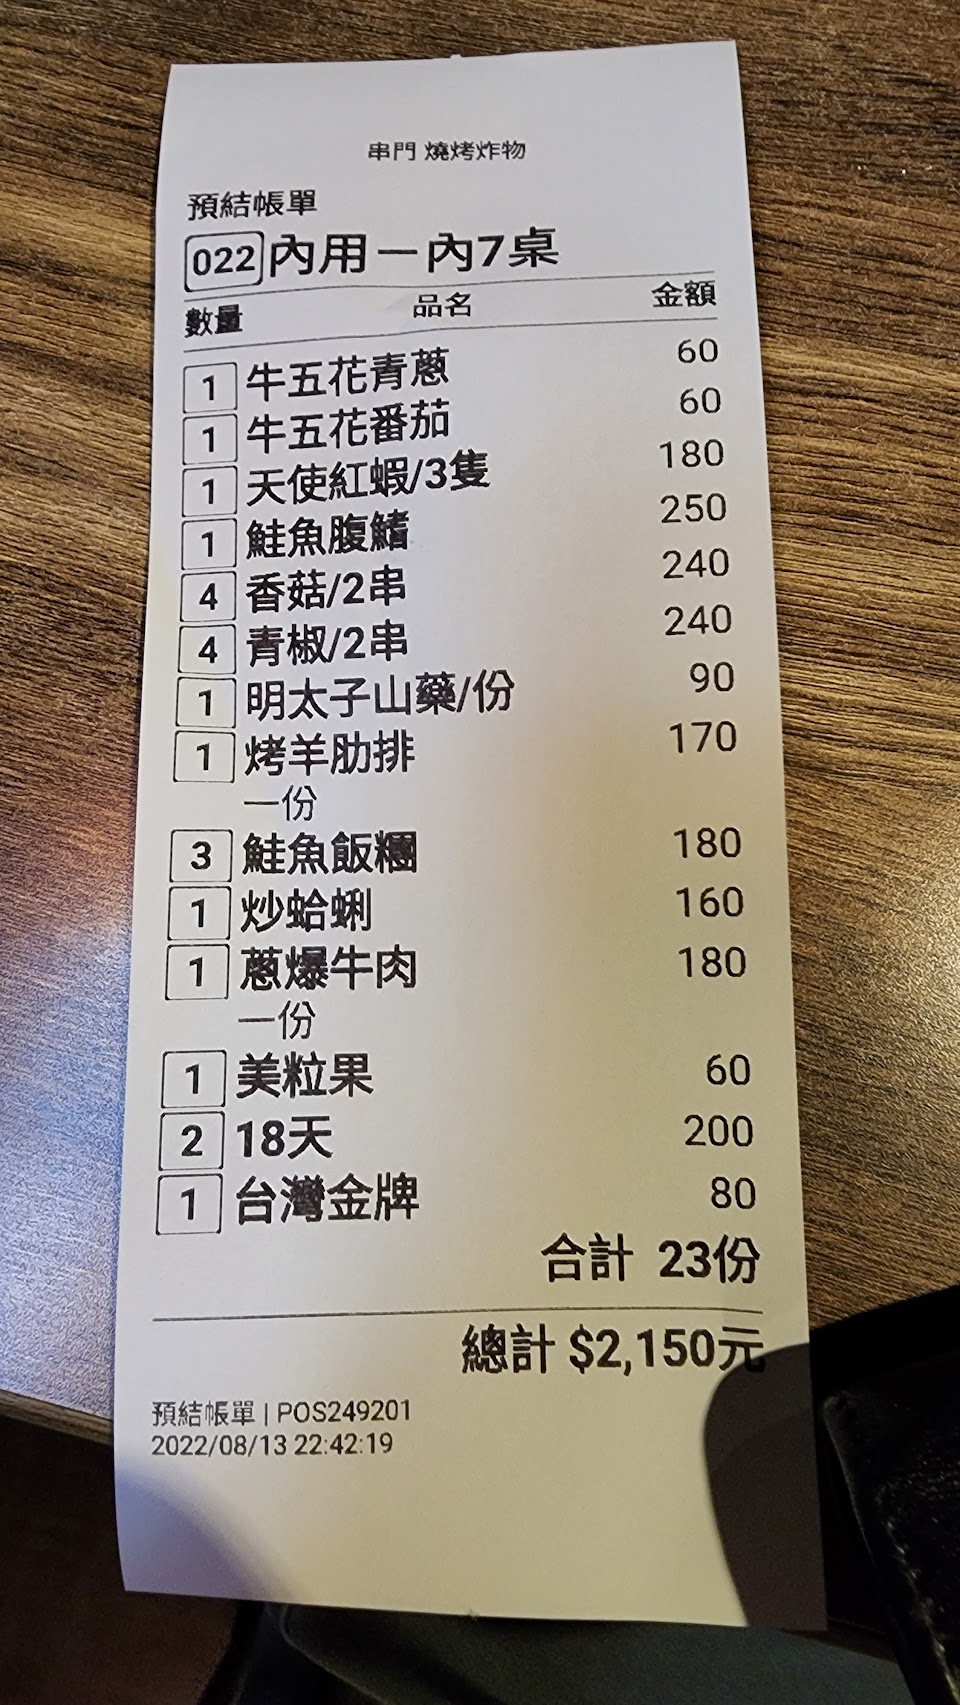 串門 燒烤炸物
預結帳單
022 內用－內7桌
數量 品名 金額
1 牛五花青蔥 60
1 牛五花番茄 60
1 天使紅蝦/3隻 180
1 鮭魚腹鰭 250
4 香菇/2串 240
4 青椒/2串 240
1 明太子山藥/份 90
1 烤羊肋排 170
一份
3 鮭魚飯糰 180
1 炒蛤蜊 160
1 蔥爆牛肉 180
一份
1 美粒果 60
2 18天 200
1 台灣金牌 80
合計 23份
總計 $2,150元
預結帳單 | POS249201
2022/08/13 22:42:19